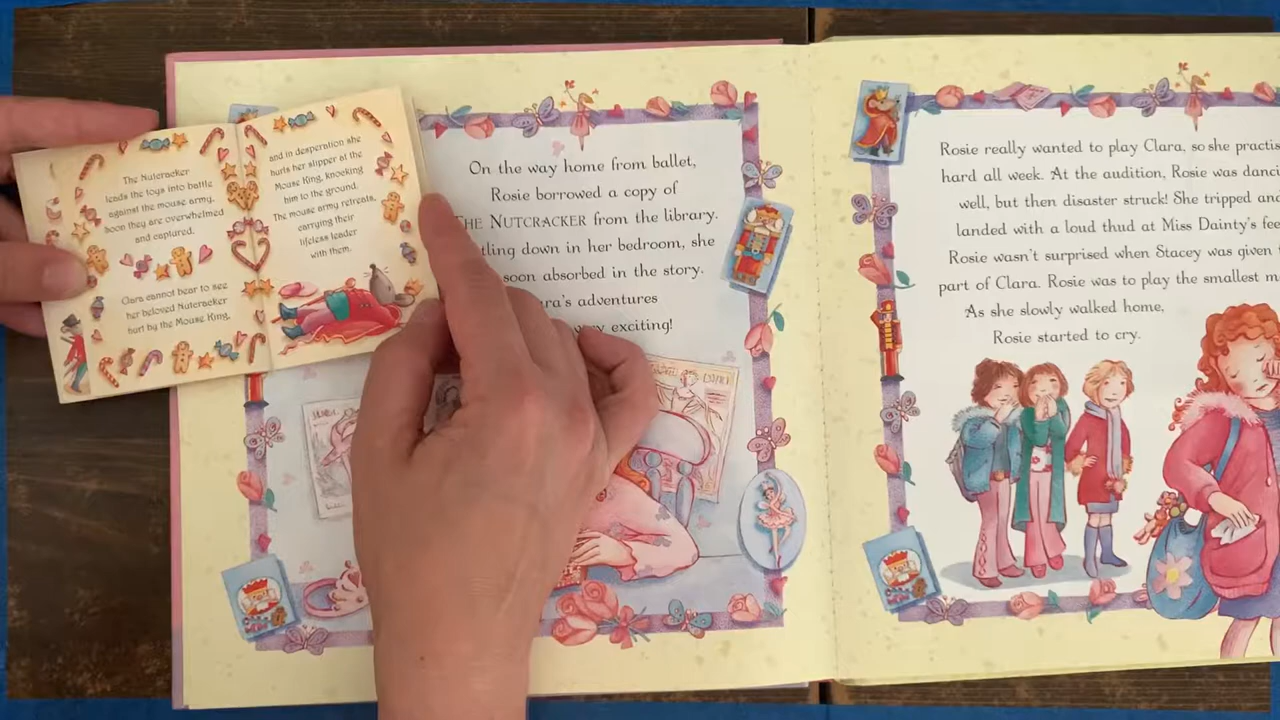 The Nutcracker
leads the toys into battle
against the mouse army.
Soon they are overwhelmed
and captured.
Clara cannot bear to see
her beloved Nutcracker
hurt by the Mouse King,
and in desperation she
hurls her slipper at the
Mouse King, knocking
him to the ground.
The mouse army retreats,
carrying their
lifeless leader
with them.
On the way home from ballet,
Rosie borrowed a copy of
THE NUTCRACKER from the library.
tling down in her bedroom, she
soon absorbed in the story.
ara's adventures
very exciting!
Rosie really wanted to play Clara, so she practis
hard all week. At the audition, Rosie was danci
well, but then disaster struck! She tripped and
landed with a loud thud at Miss Dainty's fee
Rosie wasn't surprised when Stacey was given
part of Clara. Rosie was to play the smallest m
As she slowly walked home,
Rosie started to cry.